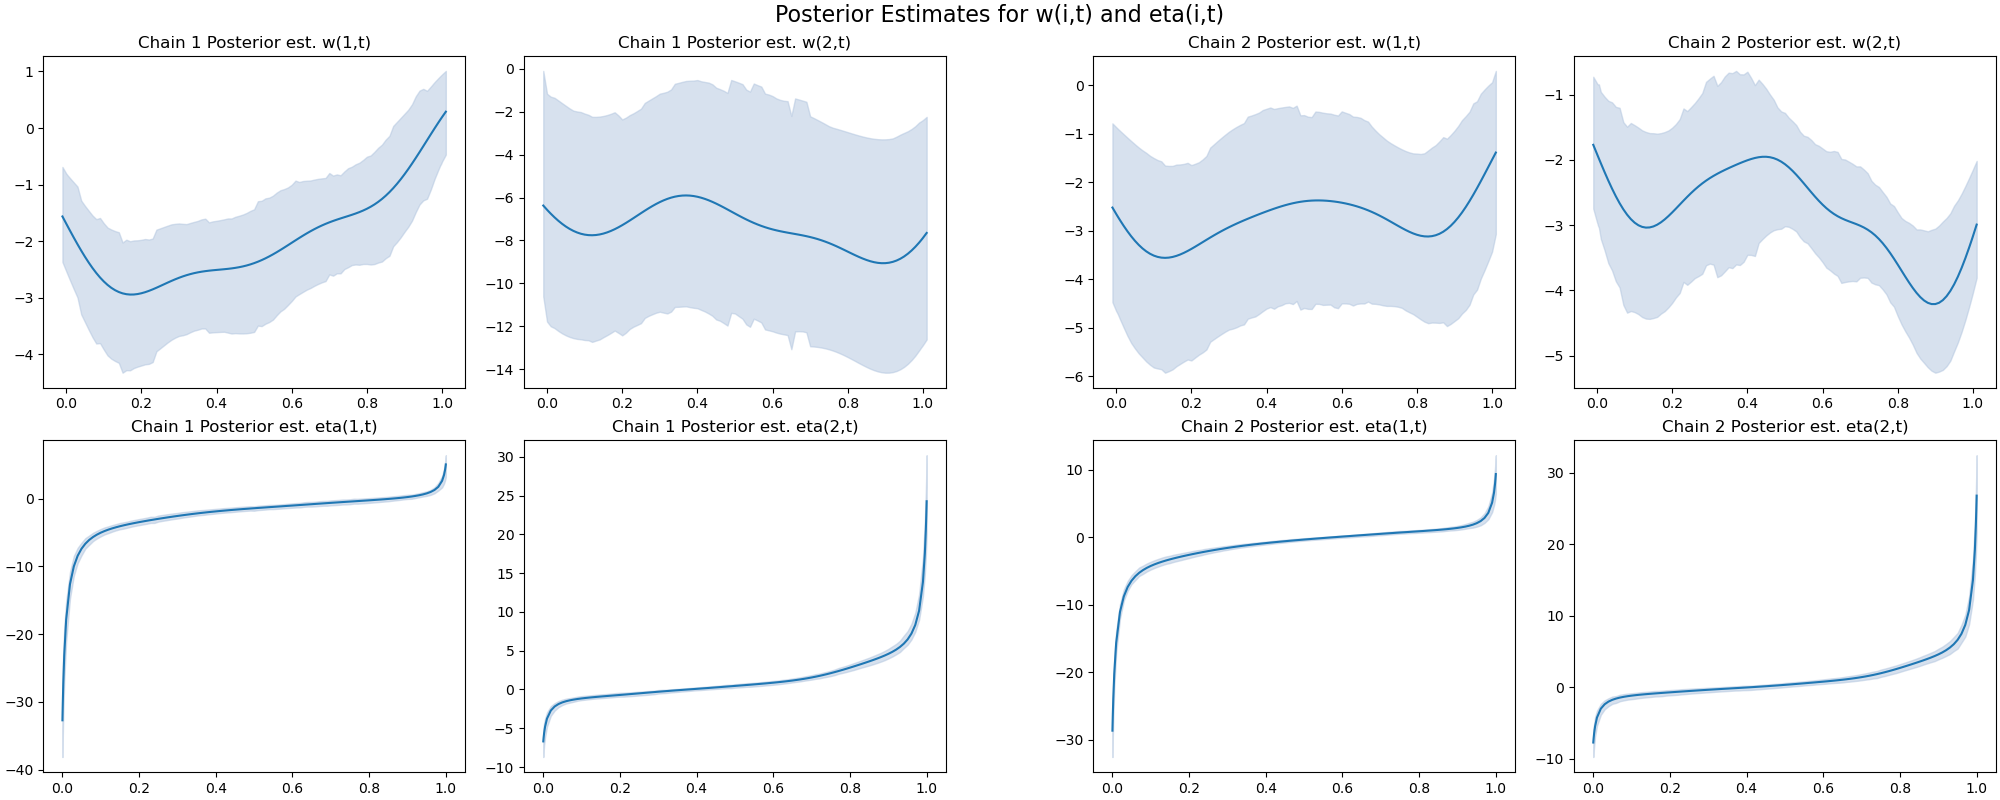 Posterior Estimates for w(i,t) and eta(i,t)
Chain 1 Posterior est. w(1,t)
1
0
−1
−2
−3
−4
0.0 0.2 0.4 0.6 0.8 1.0
Chain 1 Posterior est. w(2,t)
0
−2
−4
−6
−8
−10
−12
−14
0.0 0.2 0.4 0.6 0.8 1.0
Chain 2 Posterior est. w(1,t)
0
−1
−2
−3
−4
−5
−6
0.0 0.2 0.4 0.6 0.8 1.0
Chain 2 Posterior est. w(2,t)
−1
−2
−3
−4
−5
0.0 0.2 0.4 0.6 0.8 1.0
Chain 1 Posterior est. eta(1,t)
0
−10
−20
−30
−40
0.0 0.2 0.4 0.6 0.8 1.0
Chain 1 Posterior est. eta(2,t)
30
25
20
15
10
5
0
−5
−10
0.0 0.2 0.4 0.6 0.8 1.0
Chain 2 Posterior est. eta(1,t)
10
0
−10
−20
−30
0.0 0.2 0.4 0.6 0.8 1.0
Chain 2 Posterior est. eta(2,t)
30
20
10
0
−10
0.0 0.2 0.4 0.6 0.8 1.0